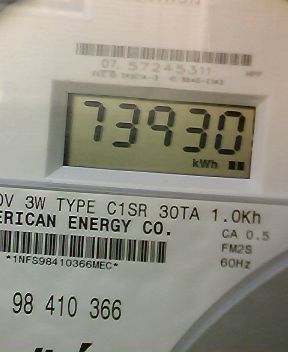 07. 57245311
73930
kWh
0V 3W TYPE C1SR 30TA 1.0Kh
ERICAN ENERGY CO.
CA 0.5
FM2S
*1NFS98410366MEC*
60Hz
98 410 366